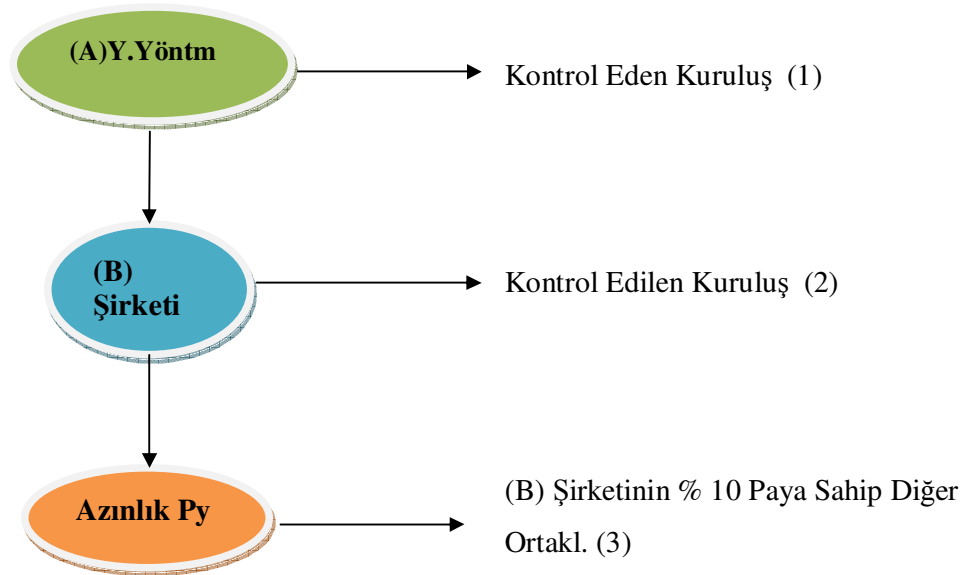 (A)Y.Yöntm
Kontrol Eden Kuruluş (1)
(B)
Şirketi
Kontrol Edilen Kuruluş (2)
Azınlık Py
(B) Şirketinin % 10 Paya Sahip Diğer
Ortakl. (3)